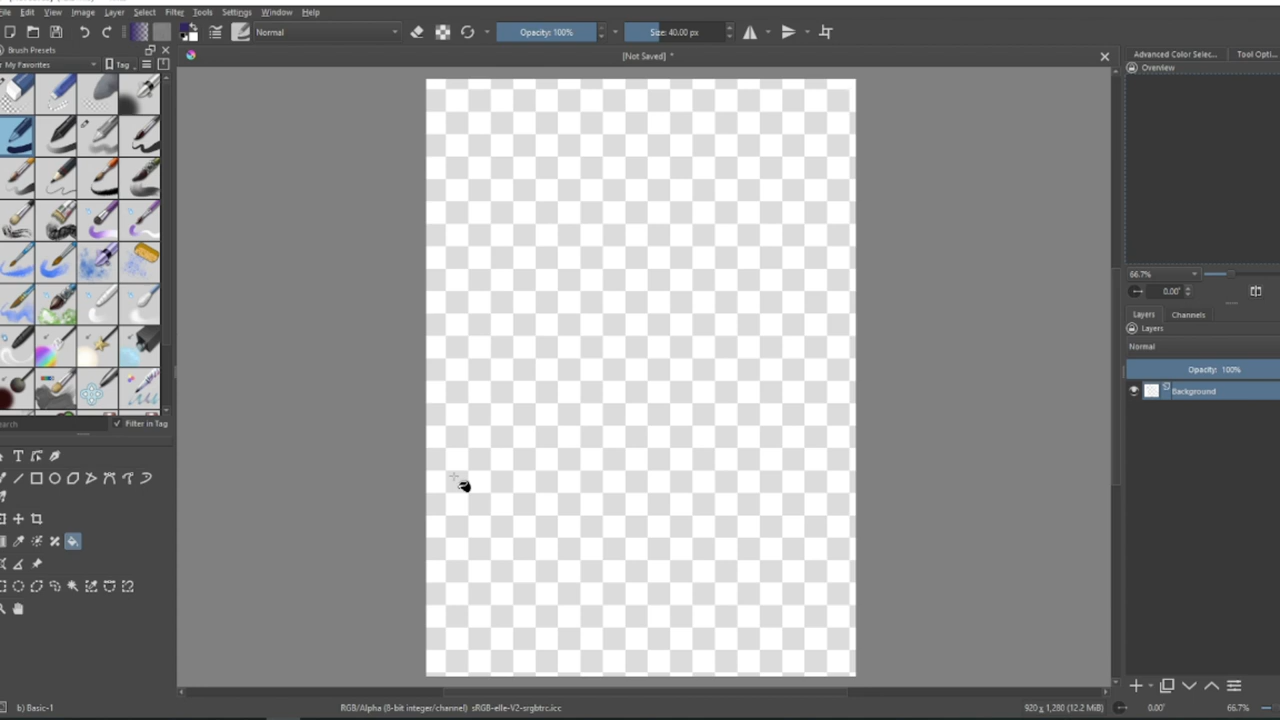 File Edit View Image Layer Select Filter Tools Settings Window Help
Normal Opacity: 100% Size: 40.00 px
Brush Presets
[Not Saved] *
Advanced Color Selec... Tool Opti...
My Favorites Tag
Overview
66.7%
0.00°
Layers Channels
Layers
Normal
Opacity: 100%
Background
Filter in Tag
b) Basic-1
RGB/Alpha (8-bit integer/channel) sRGB-elle-V2-srgbtrc.icc
920 x 1,280 (12.2 MiB)
0.00°
66.7%